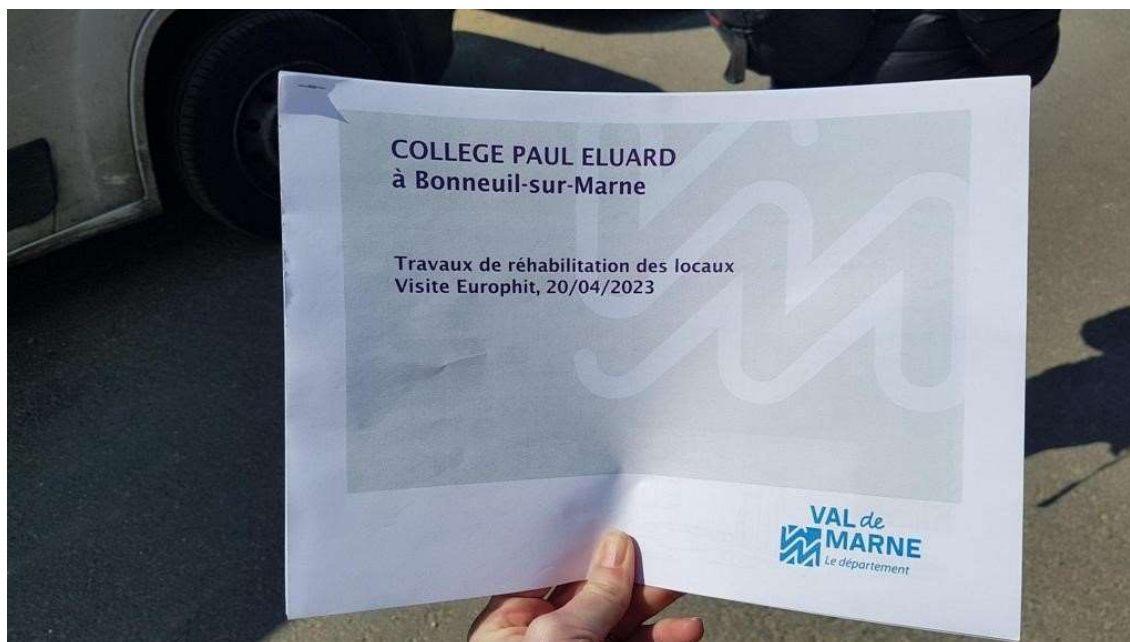 COLLEGE PAUL ELUARD
à Bonneuil-sur-Marne
Travaux de réhabilitation des locaux
Visite Europhit, 20/04/2023
VAL de
MARNE
Le département